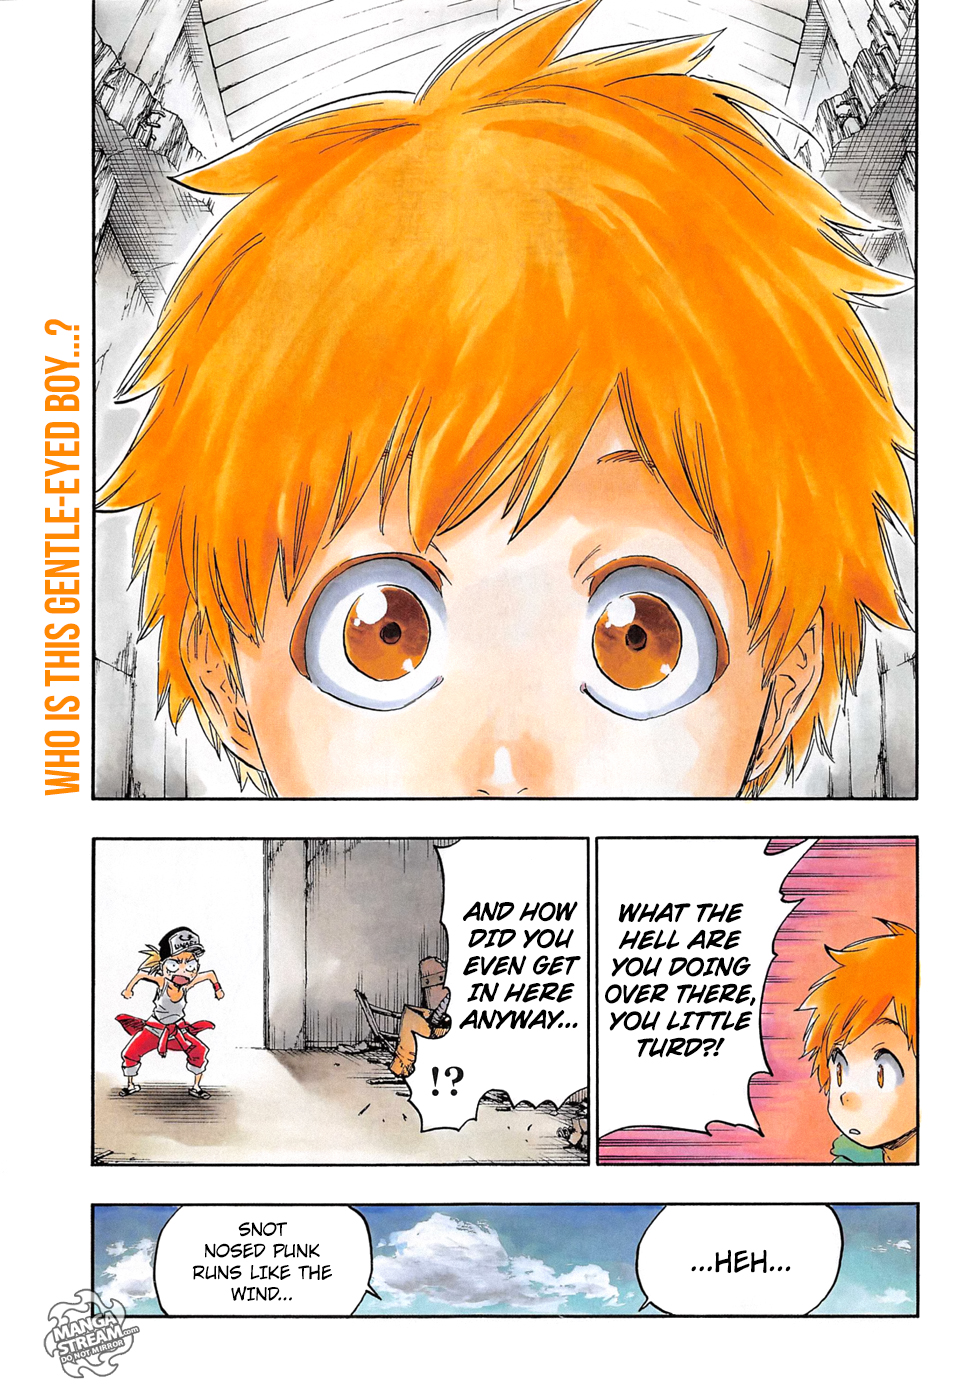 WHO IS THIS GENTLE-EYED BOY...?
WHAT THE
HELL ARE
YOU DOING
OVER THERE,
YOU LITTLE
TURD?!
AND HOW
DID YOU
EVEN GET
IN HERE
ANYWAY...
!?
...HEH...
SNOT
NOSED PUNK
RUNS LIKE THE
WIND...
MANGA
STREAM.com
DO NOT MIRROR